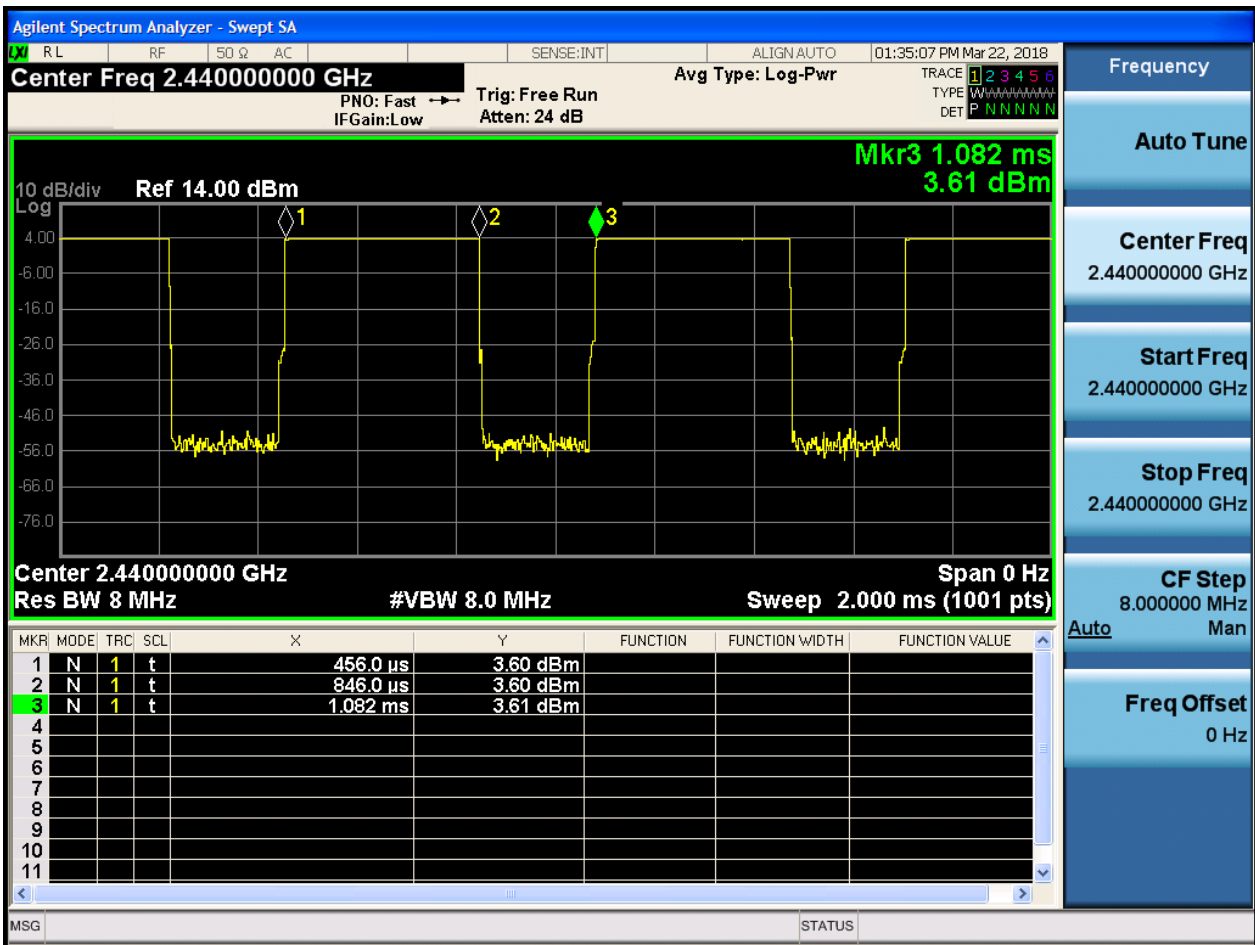 Agilent Spectrum Analyzer - Swept SA
LXI RL RF 50 Ω AC SENSE:INT ALIGN AUTO 01:35:07 PM Mar 22, 2018
Center Freq 2.440000000 GHz
PNO: Fast
IFGain:Low
Trig: Free Run
Atten: 24 dB
Avg Type: Log-Pwr
TRACE 1 2 3 4 5 6
TYPE
DET P N N N N N
Mkr3 1.082 ms
3.61 dBm
10 dB/div Ref 14.00 dBm
Log
1 2 3
4.00
-6.00
-16.0
-26.0
-36.0
-46.0
-56.0
-66.0
-76.0
Center 2.440000000 GHz Span 0 Hz
Res BW 8 MHz #VBW 8.0 MHz Sweep 2.000 ms (1001 pts)
MKR MODE TRC SCL X Y FUNCTION FUNCTION WIDTH FUNCTION VALUE
1 N 1 t 456.0 µs 3.60 dBm
2 N 1 t 846.0 µs 3.60 dBm
3 N 1 t 1.082 ms 3.61 dBm
4
5
6
7
8
9
10
11
MSG STATUS
Frequency
Auto Tune
Center Freq
2.440000000 GHz
Start Freq
2.440000000 GHz
Stop Freq
2.440000000 GHz
CF Step
8.000000 MHz
Auto Man
Freq Offset
0 Hz